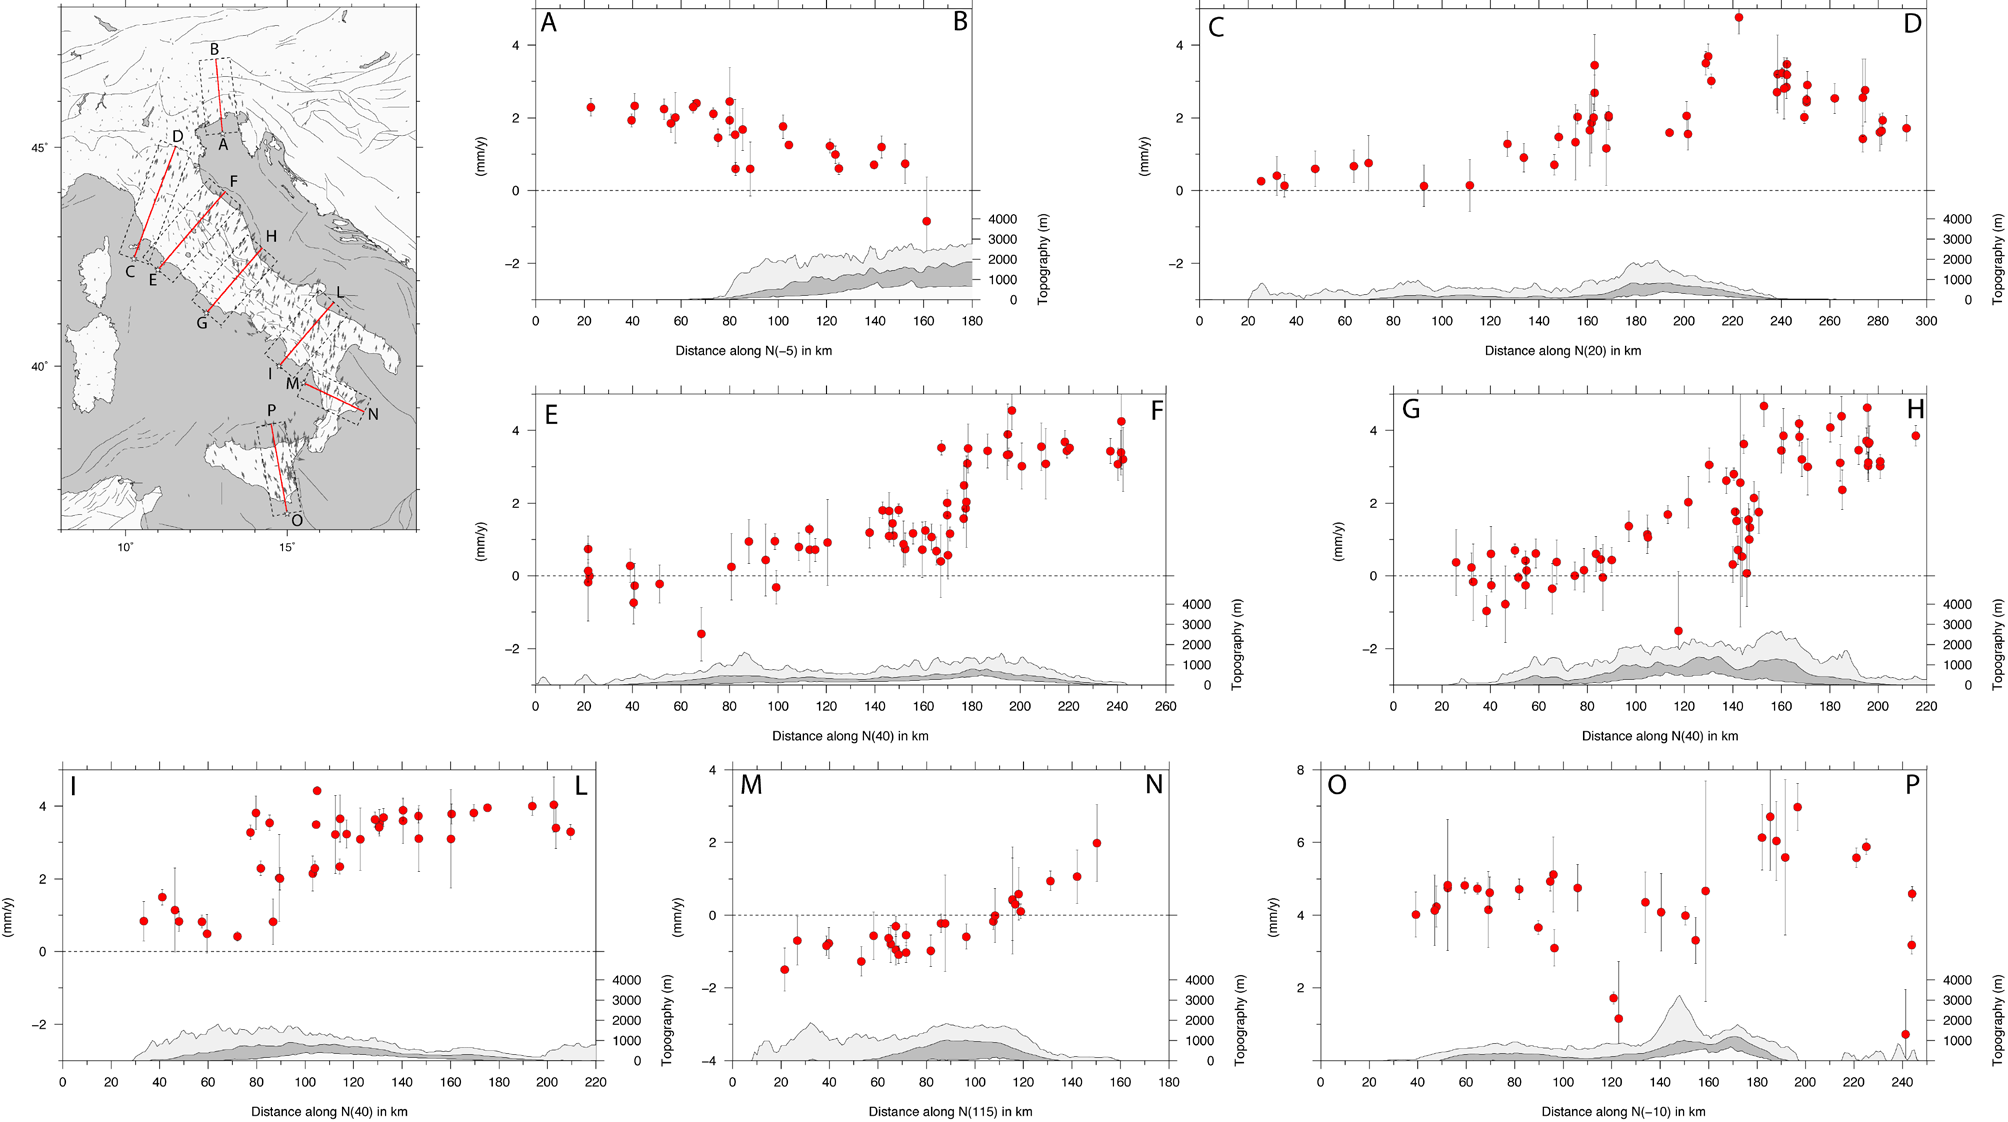 B
D
A
F
H
C
E
L
G
I
M
P
N
O
45°
40°
10°
15°
A
B
4
2
0
−2
(mm/y)
4000
3000
2000
1000
0
Topography (m)
0 20 40 60 80 100 120 140 160 180
Distance along N(−5) in km
C
D
4
2
0
−2
(mm/y)
4000
3000
2000
1000
0
Topography (m)
0 20 40 60 80 100 120 140 160 180 200 220 240 260 280 300
Distance along N(20) in km
E
F
4
2
0
−2
(mm/y)
4000
3000
2000
1000
0
Topography (m)
0 20 40 60 80 100 120 140 160 180 200 220 240 260
Distance along N(40) in km
G
H
4
2
0
−2
(mm/y)
4000
3000
2000
1000
0
Topography (m)
0 20 40 60 80 100 120 140 160 180 200 220
Distance along N(40) in km
I
L
4
2
0
−2
(mm/y)
4000
3000
2000
1000
0
Topography (m)
0 20 40 60 80 100 120 140 160 180 200 220
Distance along N(40) in km
M
N
4
2
0
−2
−4
(mm/y)
4000
3000
2000
1000
0
Topography (m)
0 20 40 60 80 100 120 140 160 180
Distance along N(115) in km
O
P
8
6
4
2
(mm/y)
4000
3000
2000
1000
0
Topography (m)
0 20 40 60 80 100 120 140 160 180 200 220 240
Distance along N(−10) in km